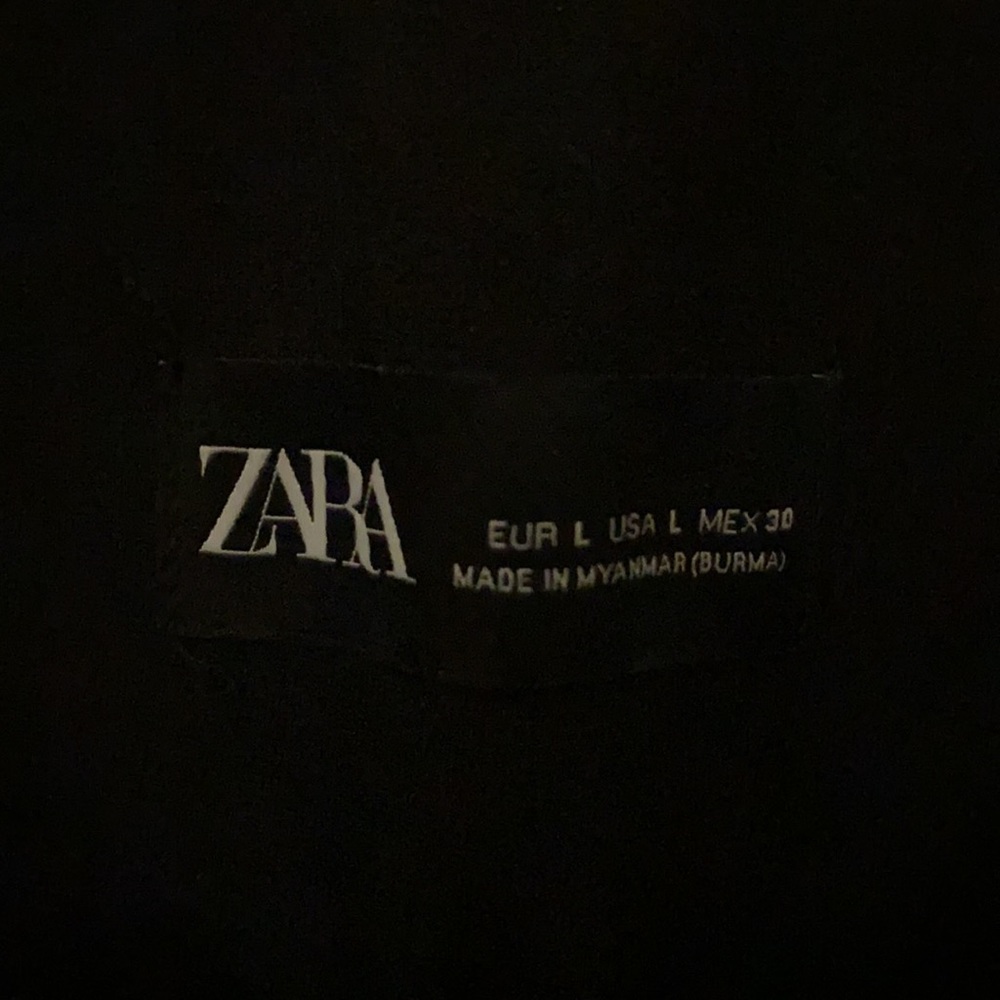 ZARA
EUR L USA L MEX 30
MADE IN MYANMAR (BURMA)